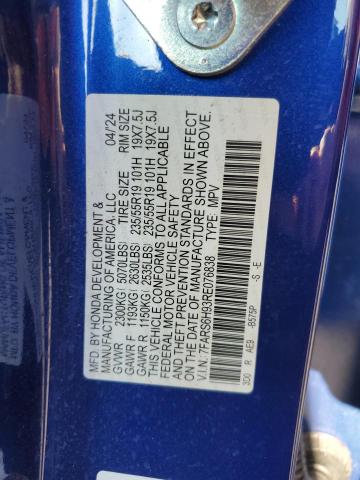 MFD BY HONDA DEVELOPMENT & 04/24
MANUFACTURING OF AMERICA,LLC
GVWR 2300KG( 5070LBS) TIRE SIZE RIM SIZE
GAWR F 1193KG( 2630LBS) 235/55R19 101H 19X7.5J
GAWR R 1150KG( 2535LBS) 235/55R19 101H 19X7.5J
THIS VEHICLE CONFORMS TO ALL APPLICABLE
FEDERAL MOTOR VEHICLE SAFETY
AND THEFT PREVENTION STANDARDS IN EFFECT
ON THE DATE OF MANUFACTURE SHOWN ABOVE.
V.I.N.: 7FARS6H93RE076838 TYPE: MPV
3D0 R AEB -B575P -S -E